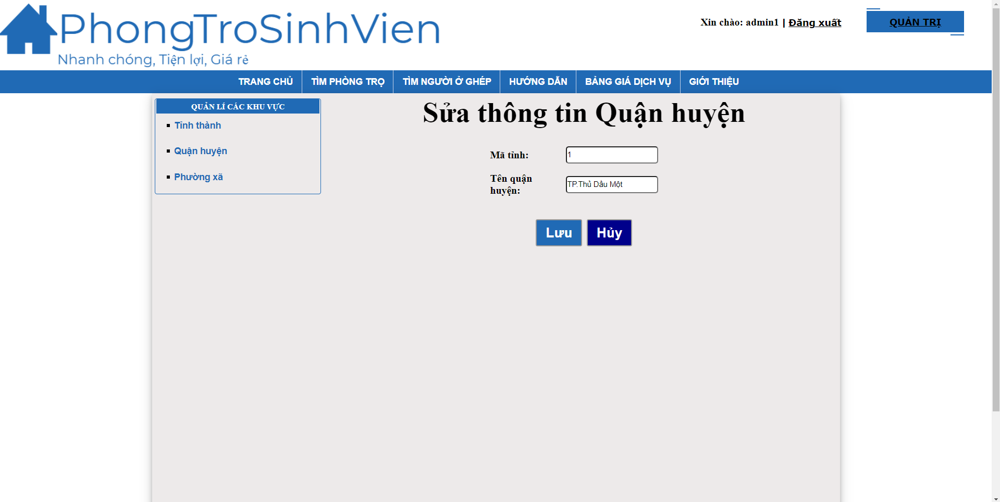 PhongTroSinhVien
Nhanh chóng, Tiện lợi, Giá rẻ
Xin chào: admin1 | Đăng xuất
QUẢN TRỊ
TRANG CHỦ
TÌM PHÒNG TRỌ
TÌM NGƯỜI Ở GHÉP
HƯỚNG DẪN
BẢNG GIÁ DỊCH VỤ
GIỚI THIỆU
QUẢN LÍ CÁC KHU VỰC
Tỉnh thành
Quận huyện
Phường xã
Sửa thông tin Quận huyện
Mã tỉnh:
1
Tên quận
huyện:
TP.Thủ Dầu Một
Lưu
Hủy